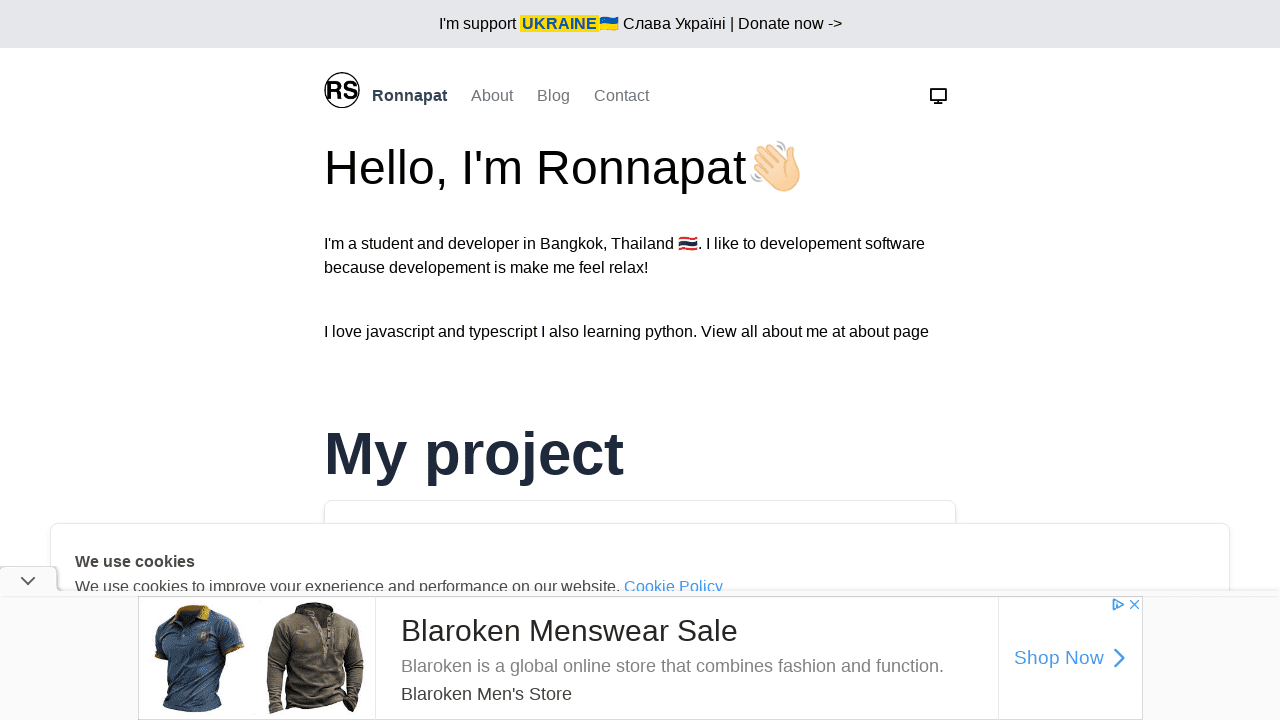 I'm support UKRAINE🇺🇦 Слава Україні | Donate now ->
RS Ronnapat About Blog Contact
Hello, I'm Ronnapat👋🏻
I'm a student and developer in Bangkok, Thailand 🇹🇭. I like to developement software
because developement is make me feel relax!
I love javascript and typescript I also learning python. View all about me at about page
My project
We use cookies
We use cookies to improve your experience and performance on our website. Cookie Policy
Blaroken Menswear Sale
Blaroken is a global online store that combines fashion and function.
Blaroken Men's Store
Shop Now